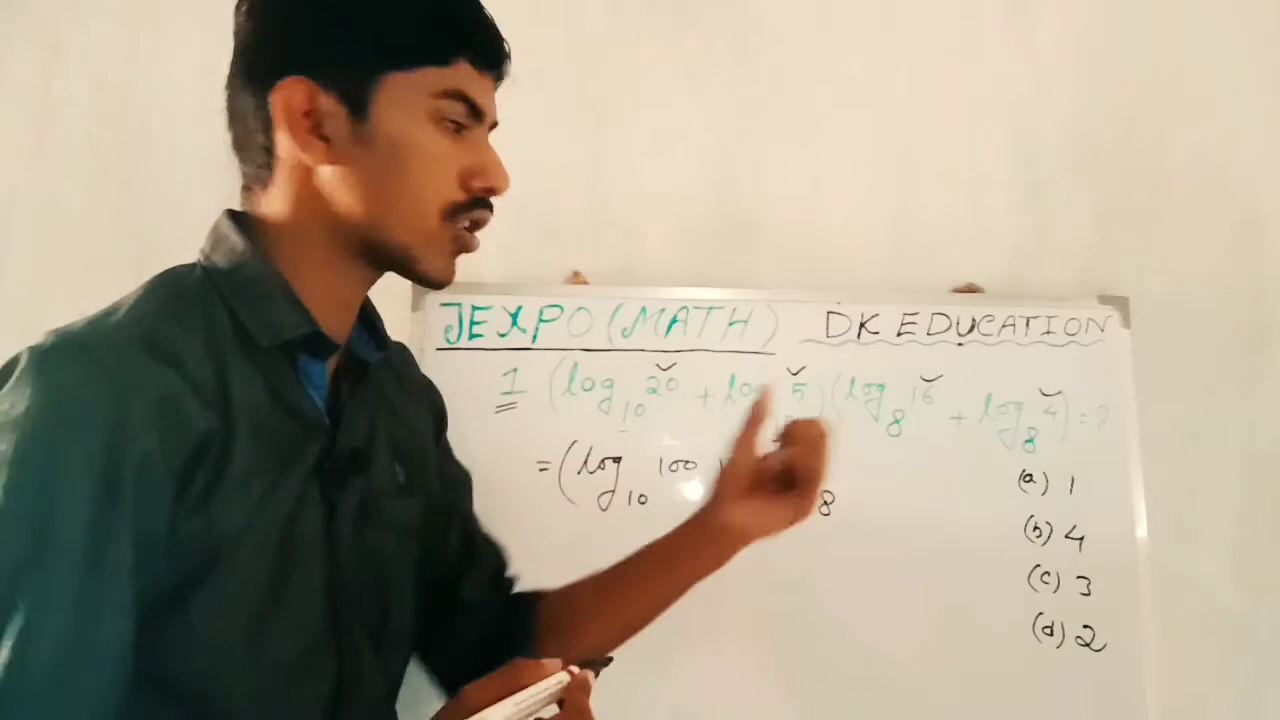 JEXPO (MATH) DK EDUCATION
1 (log₁₀ 20 + log 5)(log₈ 16 + log₈ 4) = ?
= (log₁₀ 100 8
(a) 1
(b) 4
(c) 3
(d) 2